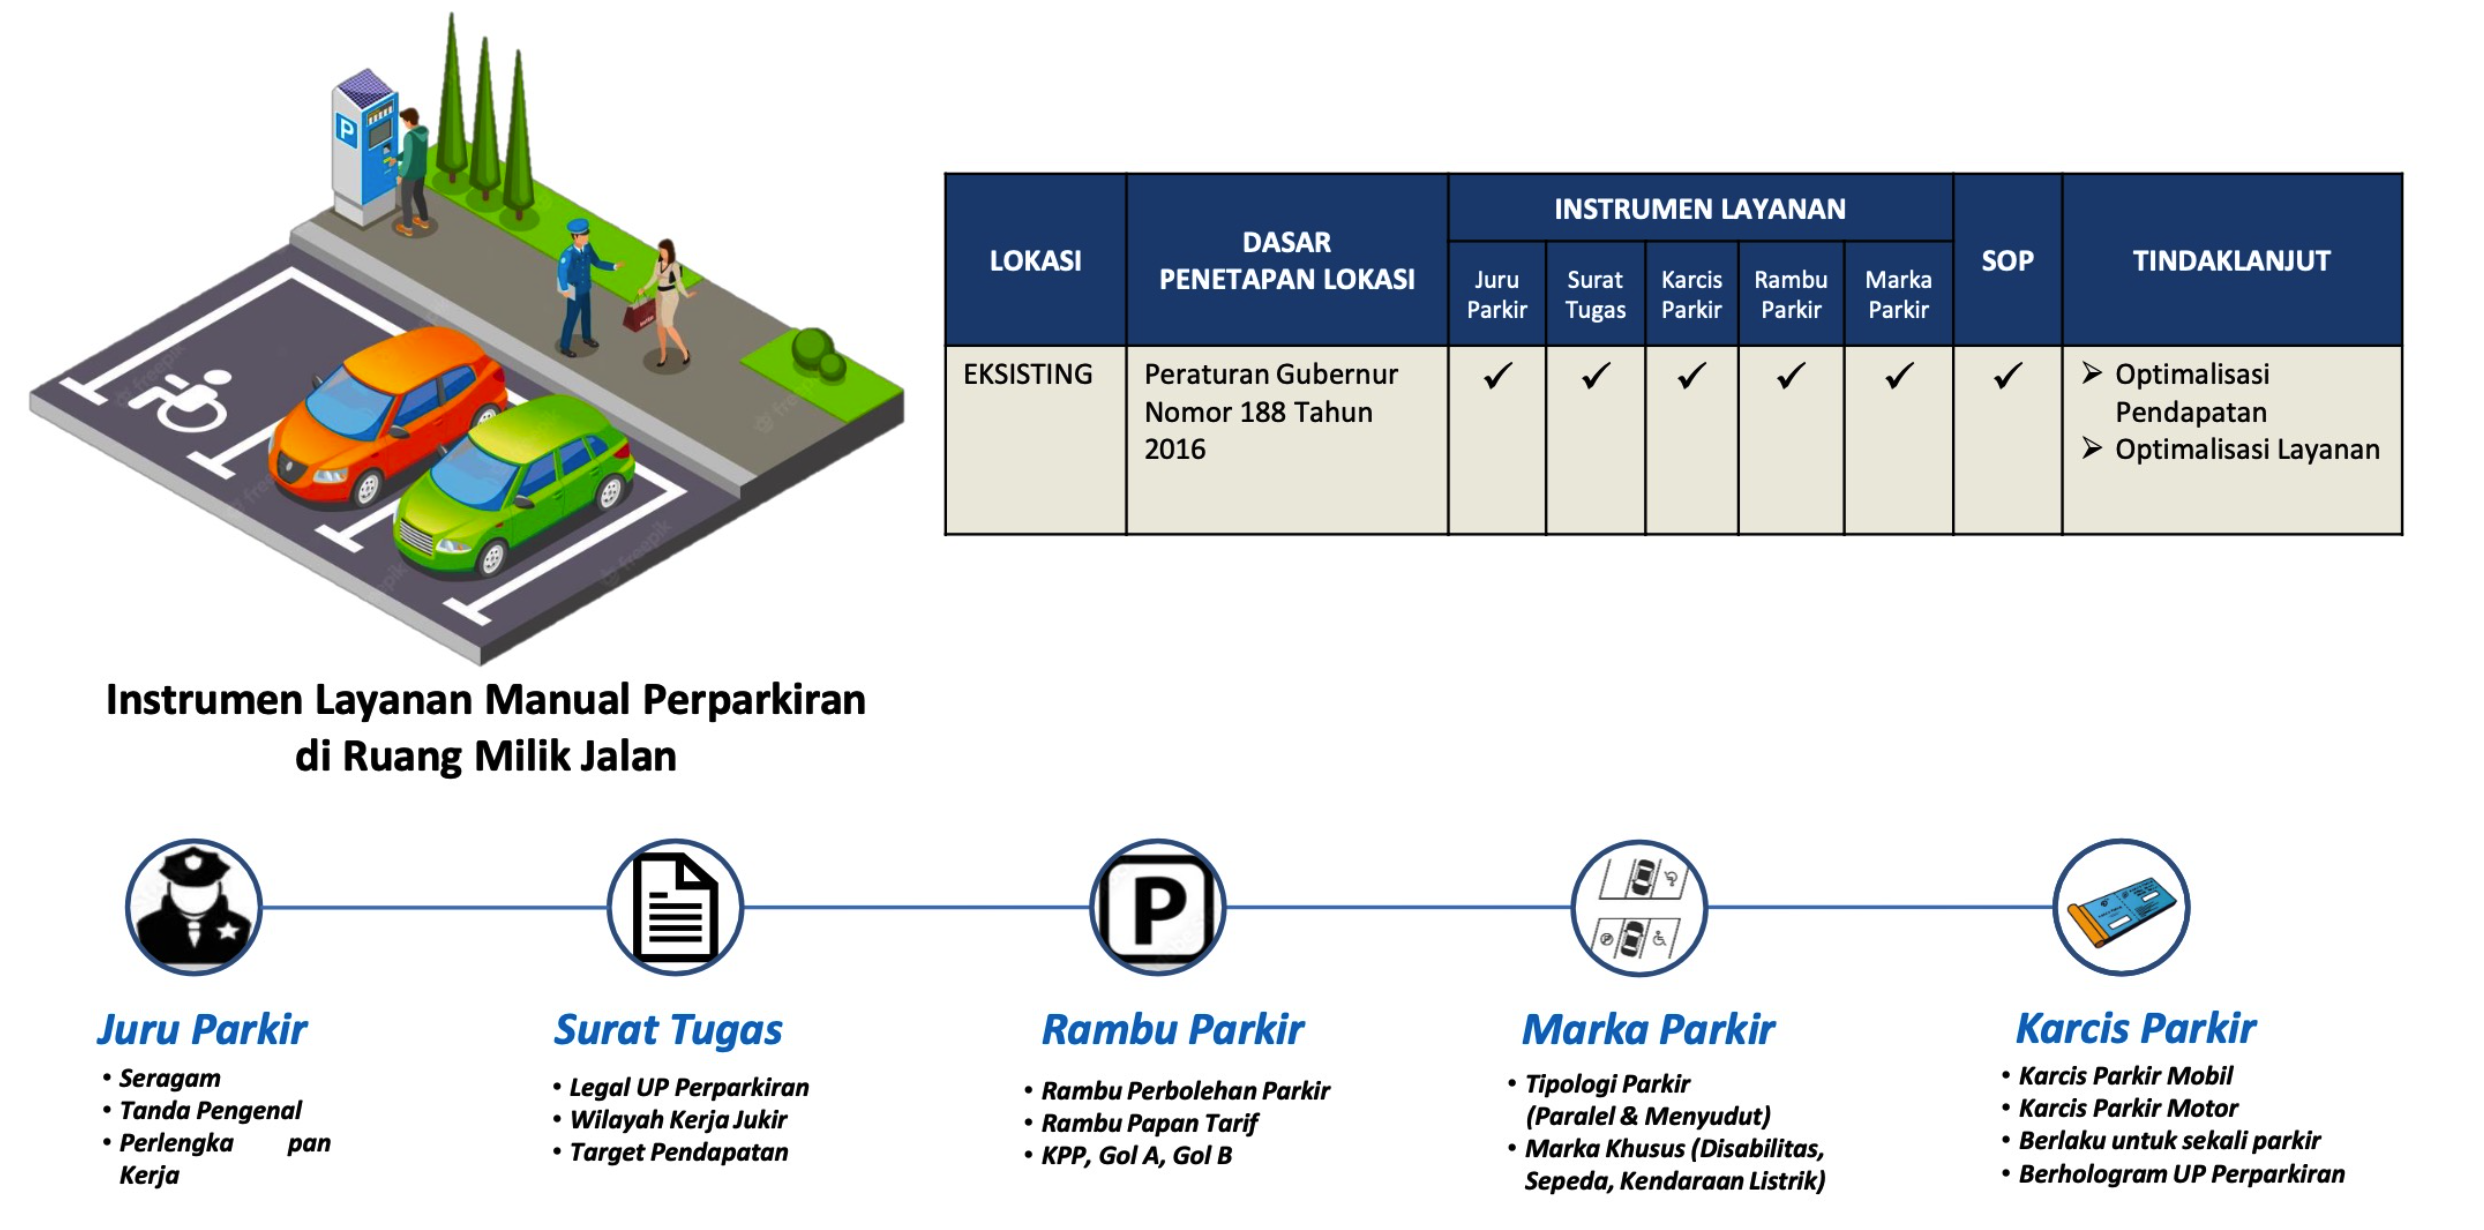 P
LOKASI
DASAR
PENETAPAN LOKASI
INSTRUMEN LAYANAN
Juru
Parkir
Surat
Tugas
Karcis
Parkir
Rambu
Parkir
Marka
Parkir
SOP
TINDAKLANJUT
EKSISTING
Peraturan Gubernur
Nomor 188 Tahun
2016
✓ ✓ ✓ ✓ ✓ ✓
➢ Optimalisasi
Pendapatan
➢ Optimalisasi Layanan
Instrumen Layanan Manual Perparkiran
di Ruang Milik Jalan
P
Juru Parkir
• Seragam
• Tanda Pengenal
• Perlengka pan
Kerja
Surat Tugas
• Legal UP Perparkiran
• Wilayah Kerja Jukir
• Target Pendapatan
Rambu Parkir
• Rambu Perbolehan Parkir
• Rambu Papan Tarif
• KPP, Gol A, Gol B
Marka Parkir
• Tipologi Parkir
(Paralel & Menyudut)
• Marka Khusus (Disabilitas,
Sepeda, Kendaraan Listrik)
Karcis Parkir
• Karcis Parkir Mobil
• Karcis Parkir Motor
• Berlaku untuk sekali parkir
• Berhologram UP Perparkiran